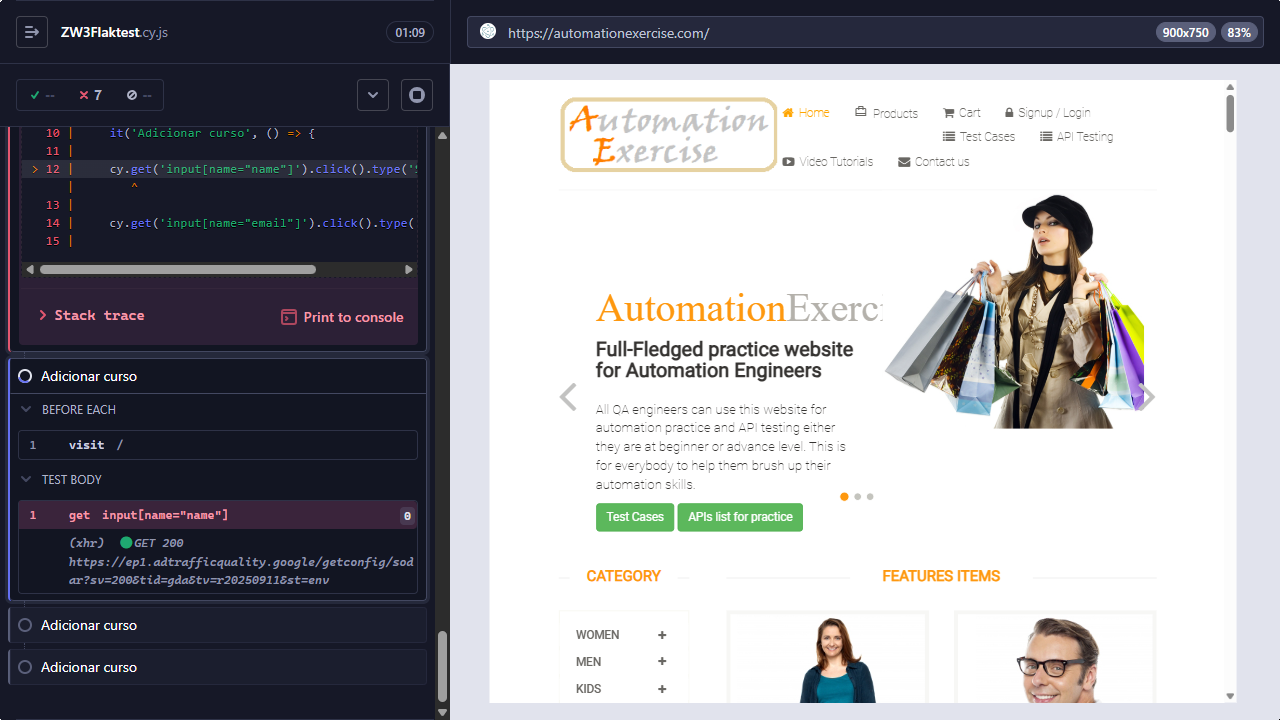 ZW3Flaktest.cy.js
01:09
--
7
--
10 | it('Adicionar curso', () => {
11 |
> 12 | cy.get('input[name="name"]').click().type('
| ^
13 |
14 | cy.get('input[name="email"]').click().type(
15 |
Stack trace
Print to console
Adicionar curso
BEFORE EACH
1 visit /
TEST BODY
1 get input[name="name"] 0
(xhr) GET 200
https://ep1.adtrafficquality.google/getconfig/sod
ar?sv=200&tid=gda&tv=r20250911&st=env
Adicionar curso
Adicionar curso
https://automationexercise.com/
900x750
83%
Automation
Exercise
Home
Products
Cart
Signup / Login
Test Cases
API Testing
Video Tutorials
Contact us
AutomationExerci
Full-Fledged practice website
for Automation Engineers
All QA engineers can use this website for
automation practice and API testing either
they are at beginner or advance level. This is
for everybody to help them brush up their
automation skills.
Test Cases
APIs list for practice
CATEGORY
FEATURES ITEMS
WOMEN +
MEN +
KIDS +